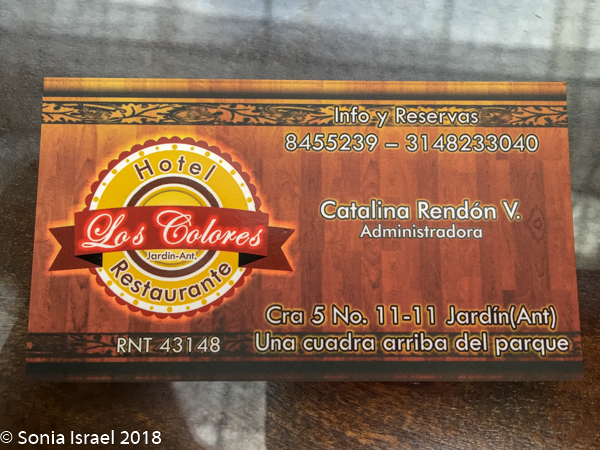 Info y Reservas
8455239 – 3148233040
Hotel
Los Colores
Jardín-Ant.
Restaurante
Catalina Rendón V.
Administradora
Cra 5 No. 11-11 Jardín(Ant)
Una cuadra arriba del parque
RNT 43148
© Sonia Israel 2018